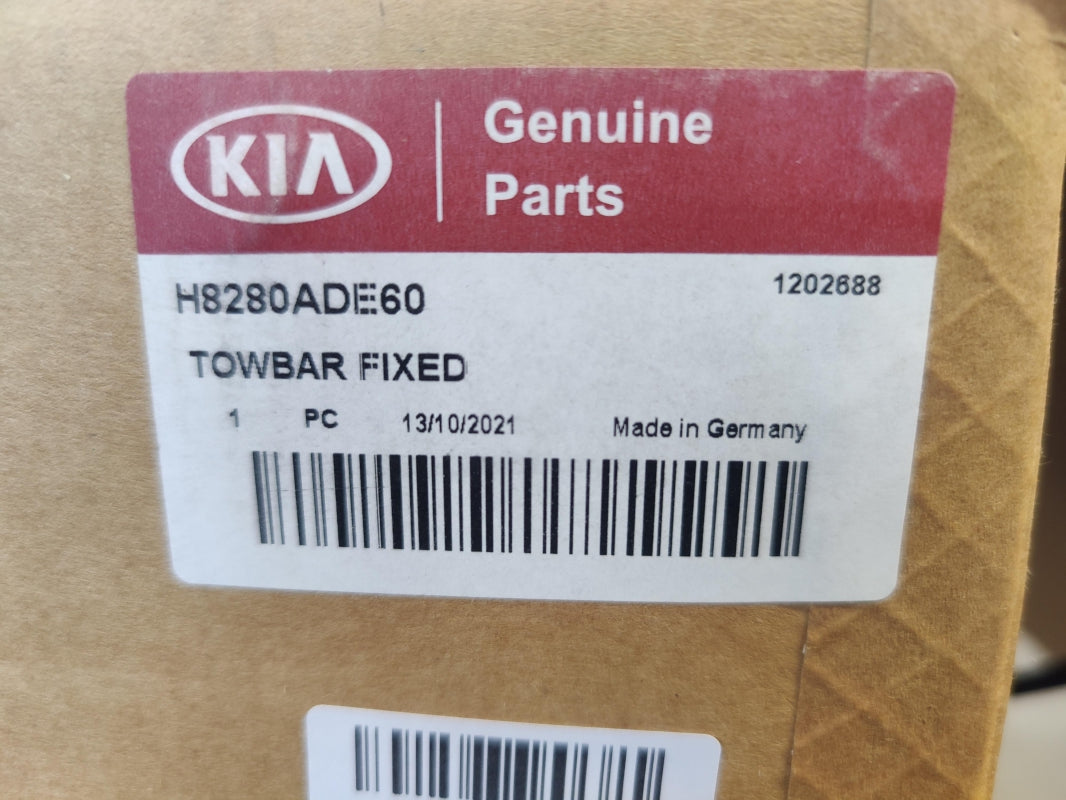 KIA
Genuine
Parts
H8280ADE60
1202688
TOWBAR FIXED
1 PC 13/10/2021 Made in Germany